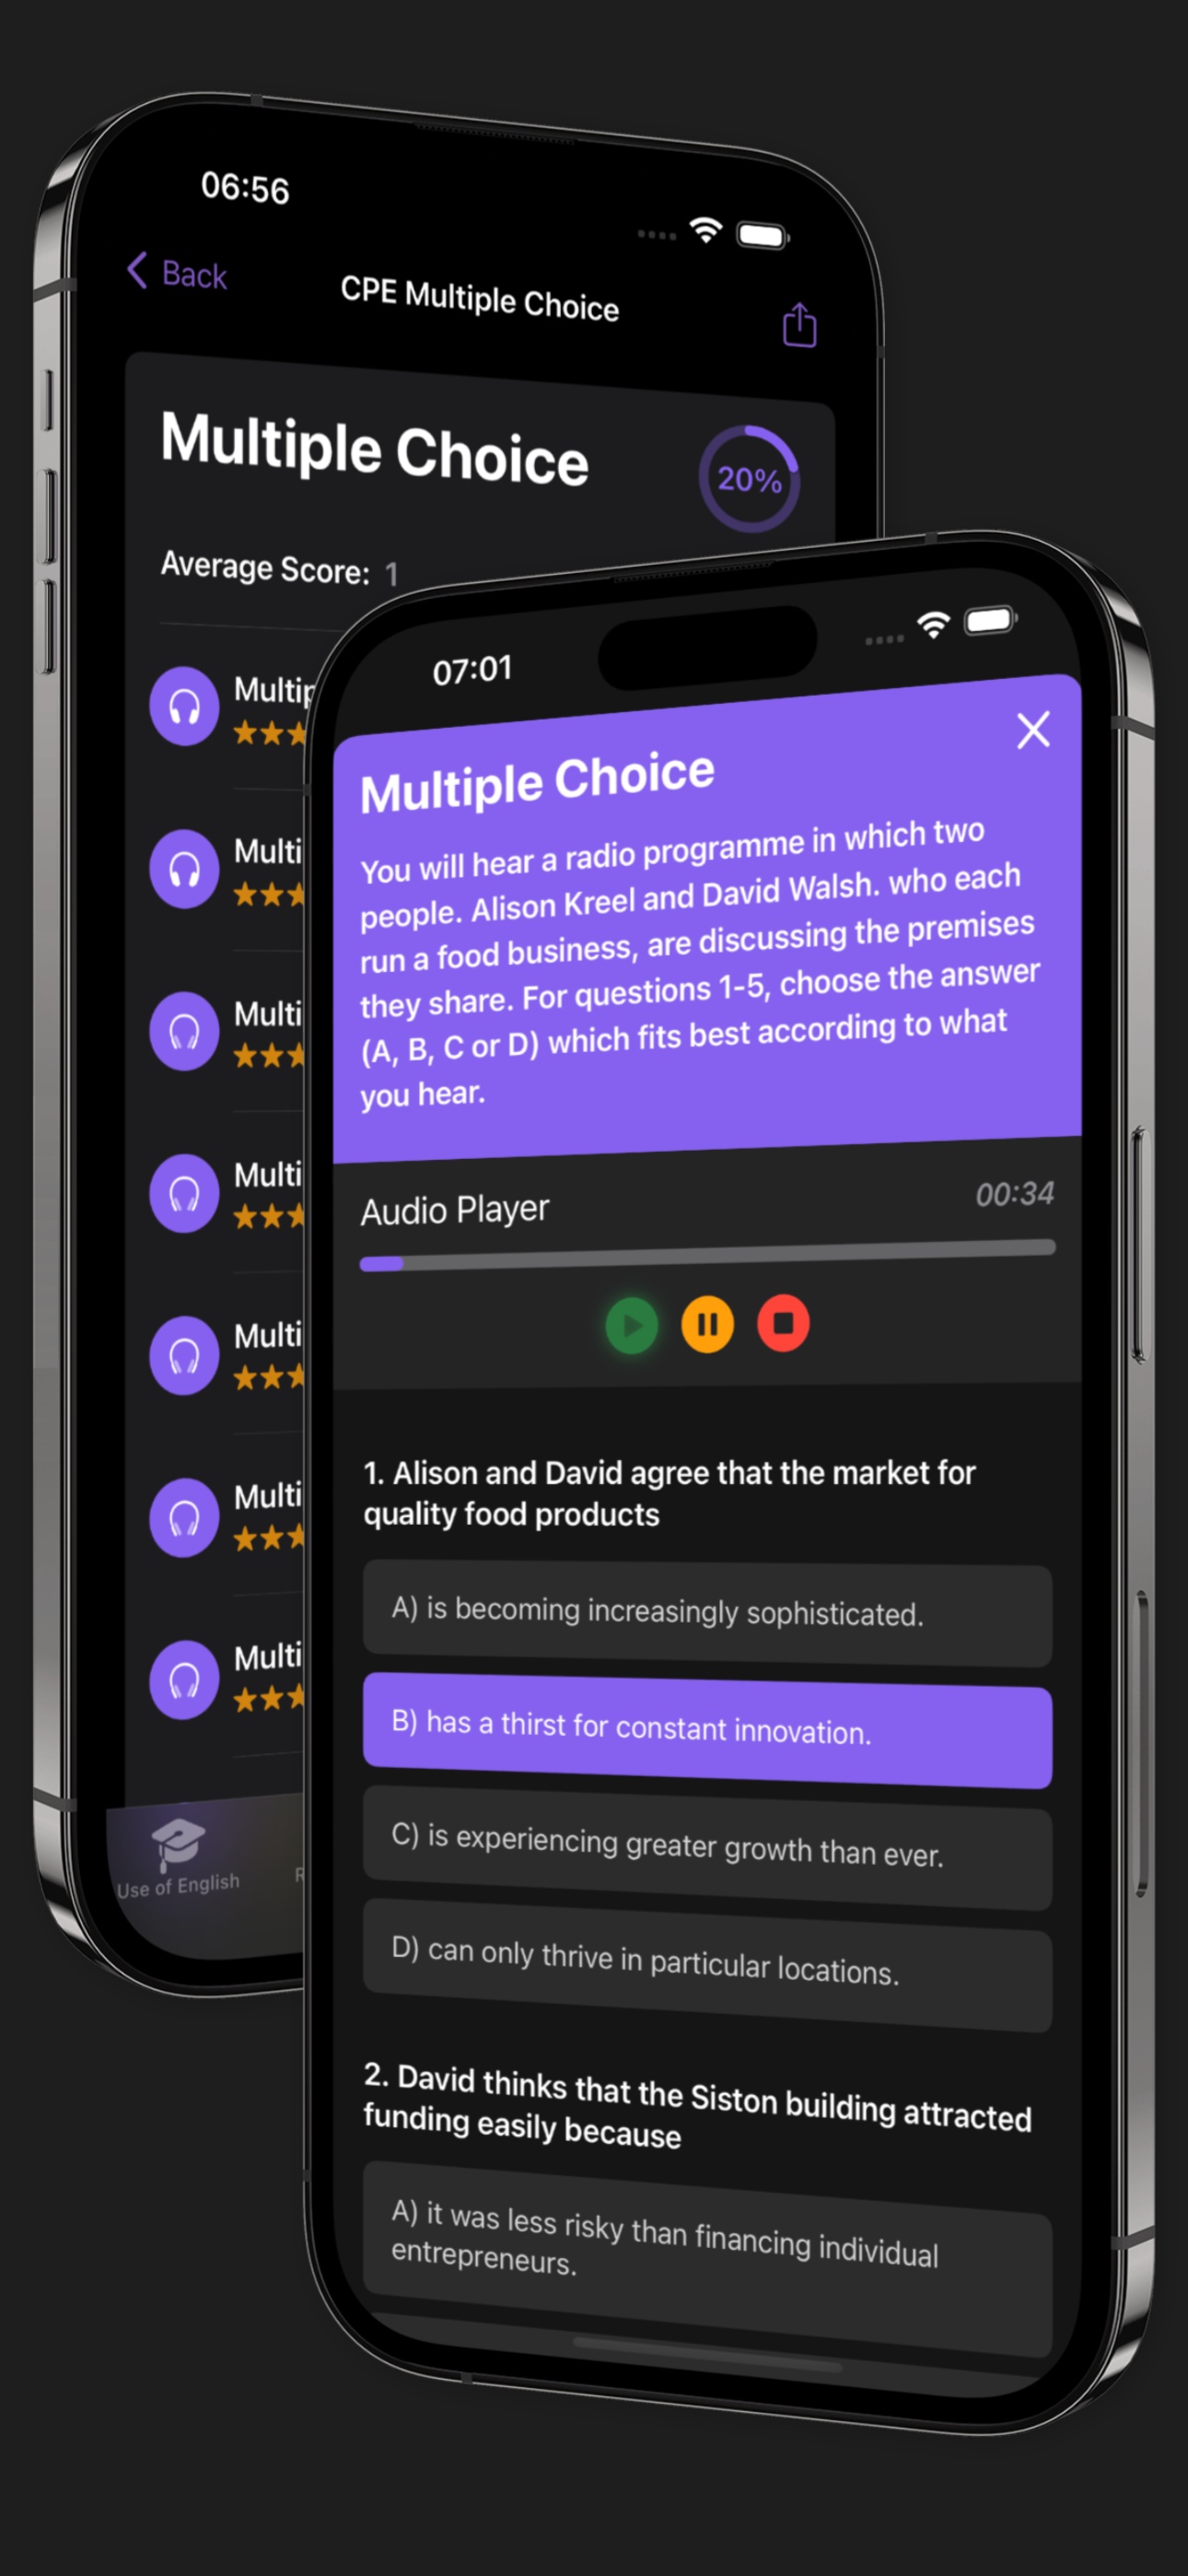 06:56
Back
CPE Multiple Choice
Multiple Choice
20%
Average Score: 1
Multip
Multi
Multi
Multi
Multi
Multi
Multi
Use of English
R
07:01
Multiple Choice
You will hear a radio programme in which two
people. Alison Kreel and David Walsh. who each
run a food business, are discussing the premises
they share. For questions 1-5, choose the answer
(A, B, C or D) which fits best according to what
you hear.
Audio Player
00:34
1. Alison and David agree that the market for
quality food products
A) is becoming increasingly sophisticated.
B) has a thirst for constant innovation.
C) is experiencing greater growth than ever.
D) can only thrive in particular locations.
2. David thinks that the Siston building attracted
funding easily because
A) it was less risky than financing individual
entrepreneurs.